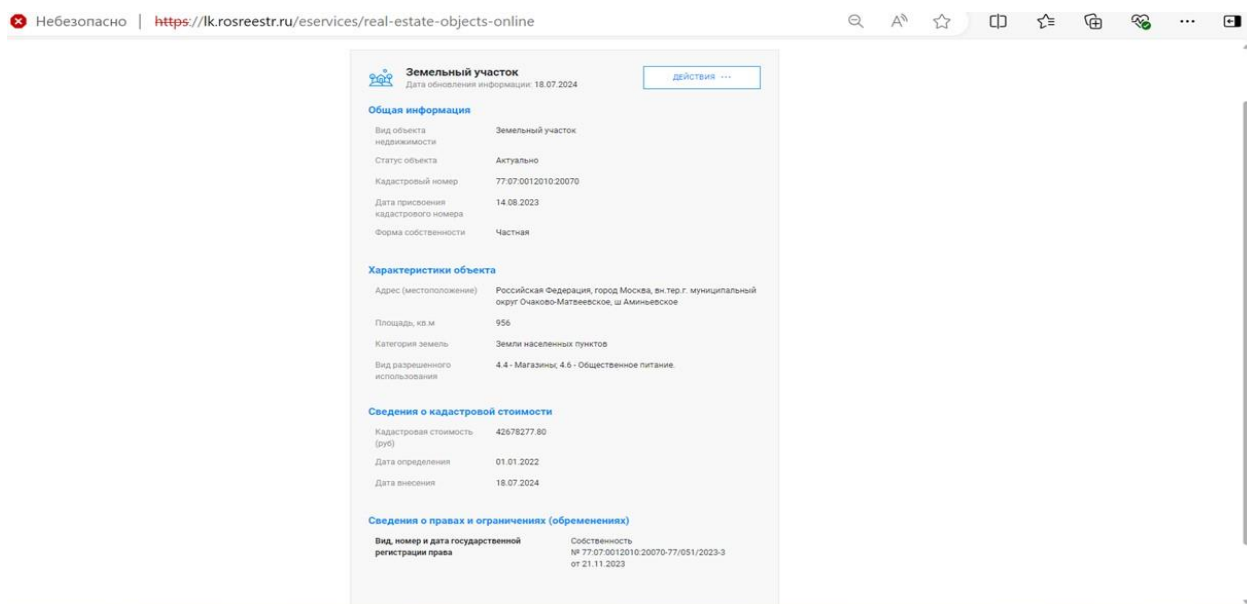 Небезопасно | https://lk.rosreestr.ru/eservices/real-estate-objects-online
Земельный участок
Дата обновления информации: 18.07.2024
ДЕЙСТВИЯ ...
Общая информация
Вид объекта недвижимости Земельный участок
Статус объекта Актуально
Кадастровый номер 77:07:0012010:20070
Дата присвоения кадастрового номера 14.08.2023
Форма собственности Частная
Характеристики объекта
Адрес (местоположение) Российская Федерация, город Москва, вн.тер.г. муниципальный
округ Очаково-Матвеевское, ш Аминьевское
Площадь, кв.м 956
Категория земель Земли населенных пунктов
Вид разрешенного использования 4.4 - Магазины; 4.6 - Общественное питание.
Сведения о кадастровой стоимости
Кадастровая стоимость (руб) 42678277.80
Дата определения 01.01.2022
Дата внесения 18.07.2024
Сведения о правах и ограничениях (обременениях)
Вид, номер и дата государственной регистрации права Собственность
№ 77:07:0012010:20070-77/051/2023-3
от 21.11.2023